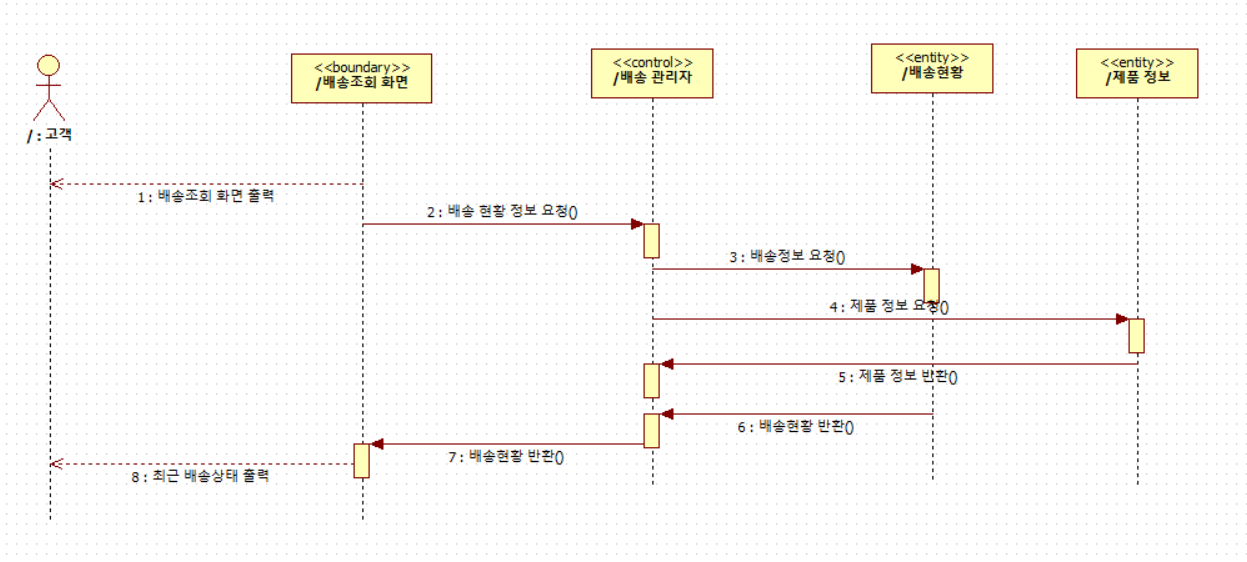 <<boundary>>
/배송조회 화면
<<control>>
/배송 관리자
<<entity>>
/배송현황
<<entity>>
/제품 정보
/ : 고객
1 : 배송조회 화면 출력
2 : 배송 현황 정보 요청()
3 : 배송정보 요청()
4 : 제품 정보 요청()
5 : 제품 정보 반환()
6 : 배송현황 반환()
7 : 배송현황 반환()
8 : 최근 배송상태 출력